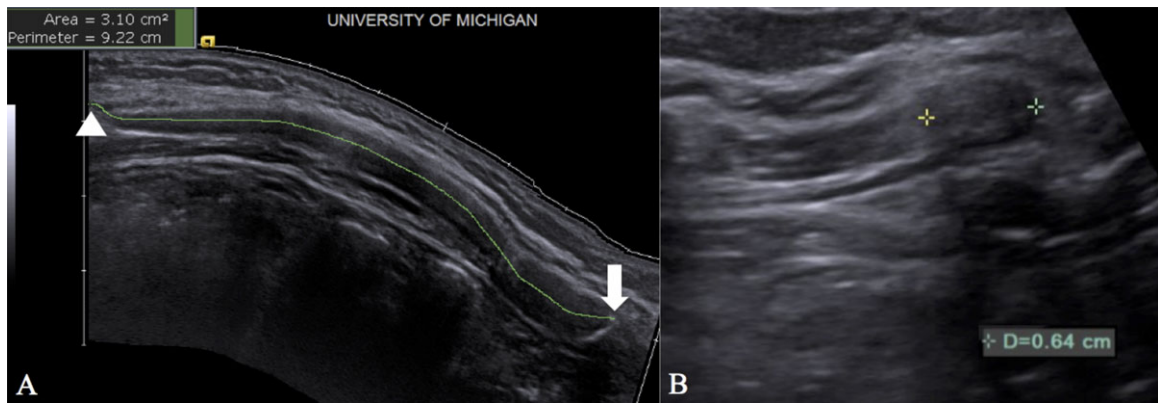 Area = 3.10 cm²
Perimeter = 9.22 cm
UNIVERSITY OF MICHIGAN
D=0.64 cm
A
B